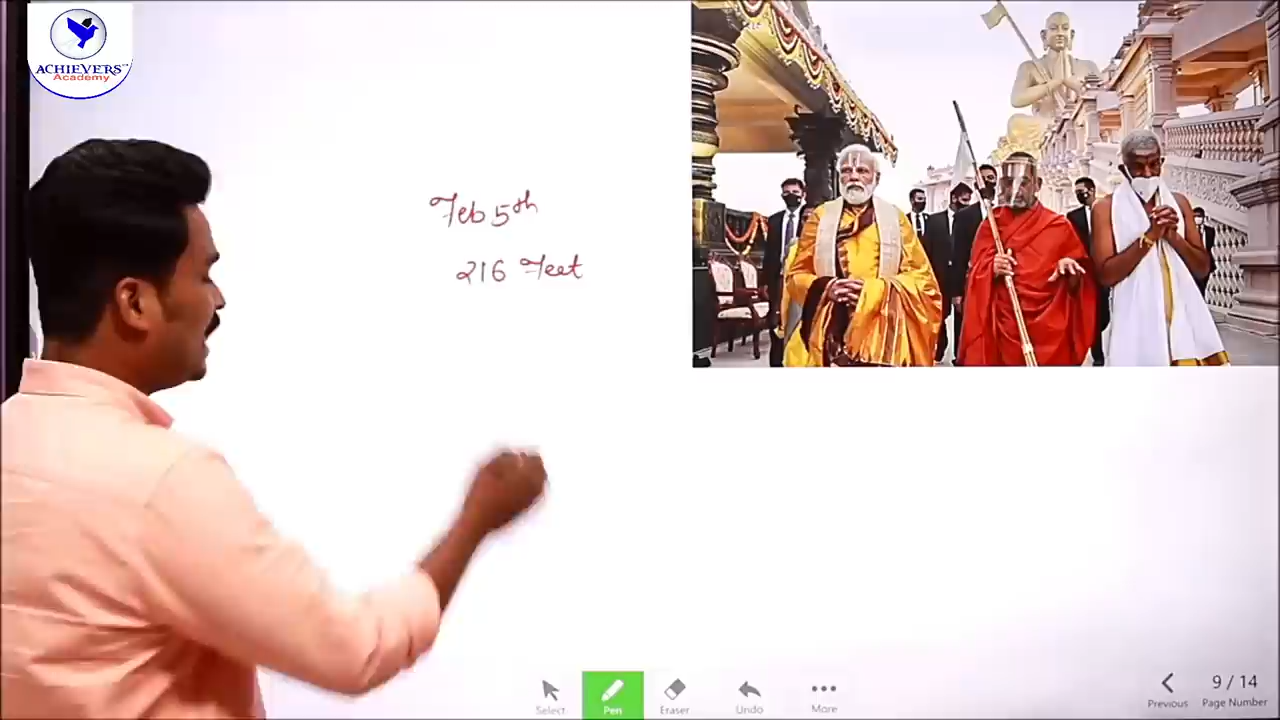 ACHIEVERS
Academy
Feb 5th
216 Feet
Select
Pen
Eraser
Undo
More
Previous
9 / 14
Page Number